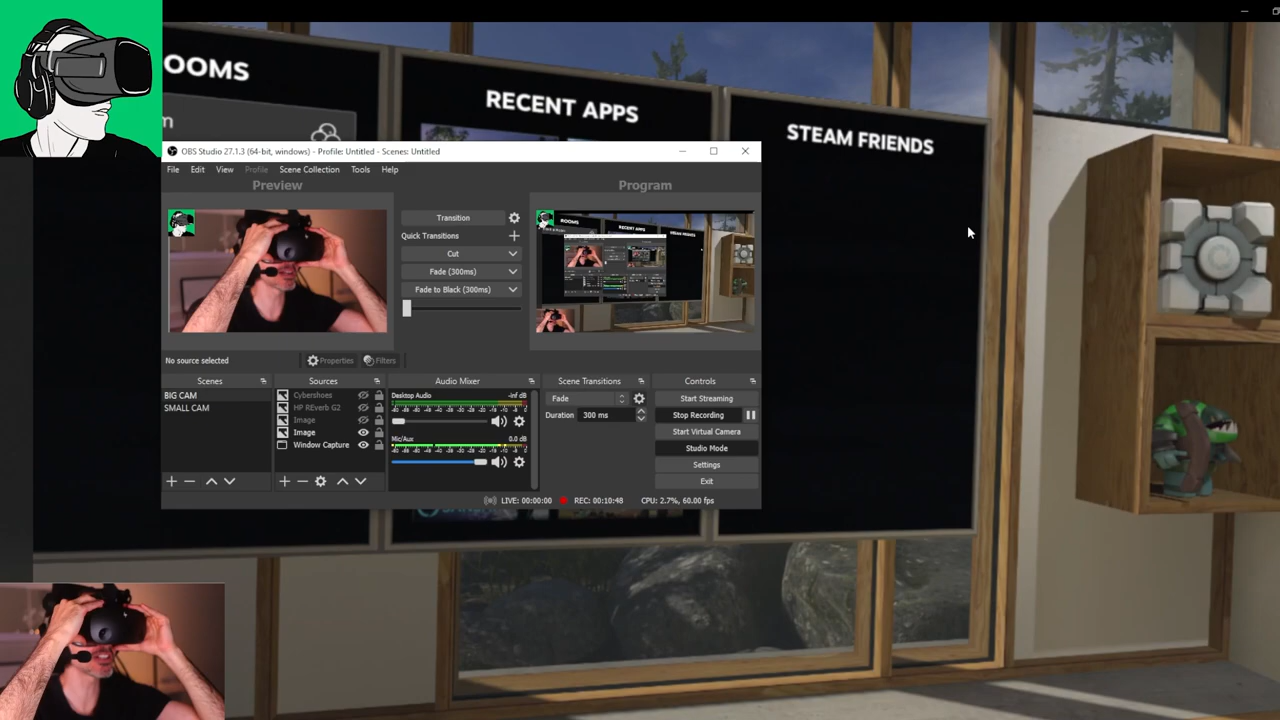 OOMS
RECENT APPS
STEAM FRIENDS
m
OBS Studio 27.1.3 (64-bit, windows) - Profile: Untitled - Scenes: Untitled
File Edit View Profile Scene Collection Tools Help
Preview
Program
Transition
Quick Transitions
Cut
Fade (300ms)
Fade to Black (300ms)
ROOMS
RECENT APPS
No source selected
Properties
Filters
Scenes
Sources
Audio Mixer
Scene Transitions
Controls
BIG CAM
SMALL CAM
Cybershoes
HP REverb G2
Image
Image
Window Capture
Desktop Audio
-inf dB
Mic/Aux
0.0 dB
Fade
Duration
300 ms
Start Streaming
Stop Recording
Start Virtual Camera
Studio Mode
Settings
Exit
LIVE: 00:00:00
REC: 00:10:48
CPU: 2.7%, 60.00 fps